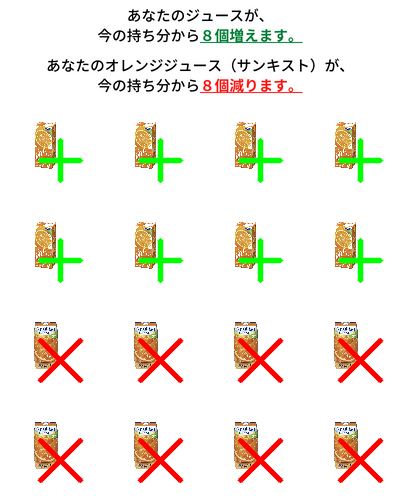 あなたのジュースが、
今の持ち分から８個増えます。
あなたのオレンジジュース（サンキスト）が、
今の持ち分から８個減ります。